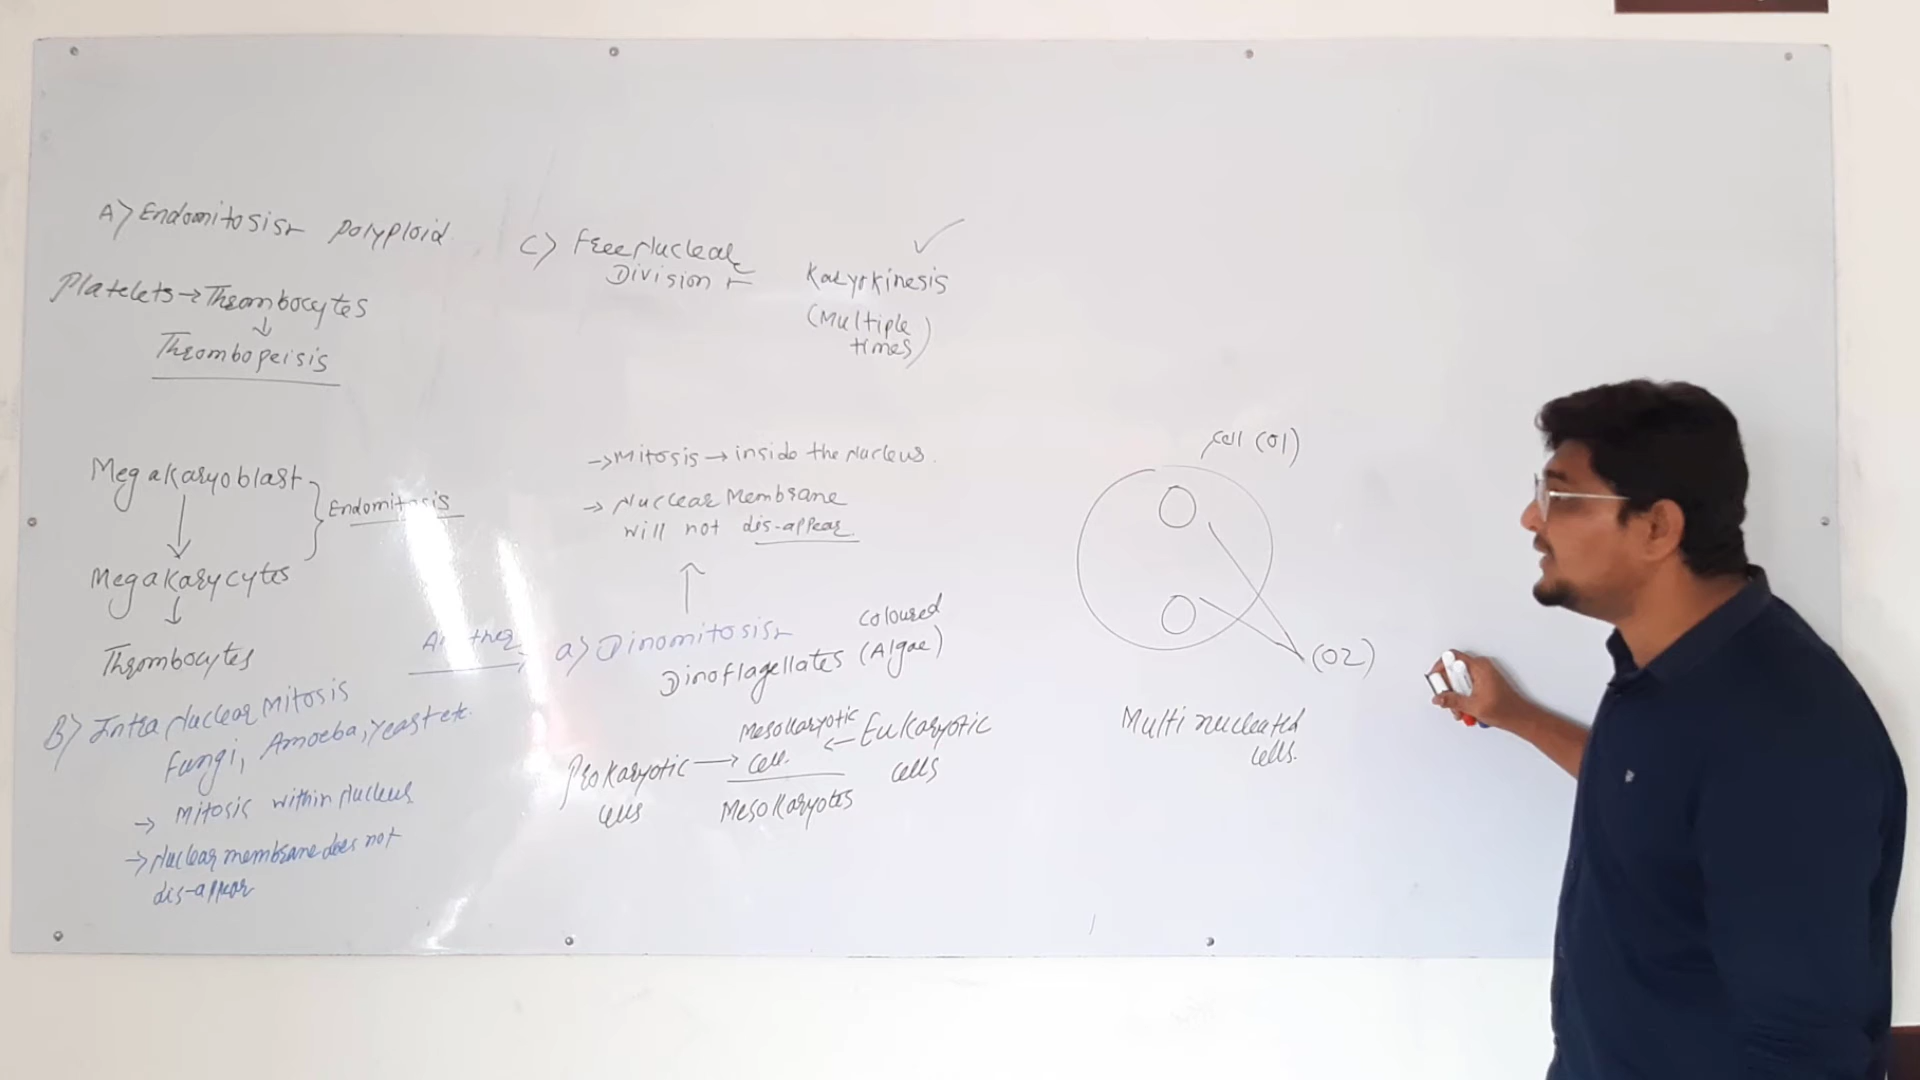 A) Endomitosis:- Polyploid
Platelets → Thrombocytes
↓
Thrombopeisis
Megakaryoblast
Endomitosis
↓
Megakarycytes
↓
Thrombocytes
B) Intra Nuclear Mitosis
Fungi, Amoeba, Yeast etc.
→ Mitosis within Nucleus
→ Nuclear membrane does not
dis-appear
C) Free Nuclear
Division :-
✓
Karyokinesis
(Multiple
times)
→ Mitosis → inside the Nucleus.
→ Nuclear Membrane
will not dis-appear.
↑
a) Dinomitosis:-
Coloured
Dinoflagellates (Algae)
Prokaryotic → Mesokaryotic ← Eukaryotic
cells cell. cells
Mesokaryotes
Cell (01)
(02)
Multi nucleated
cells.